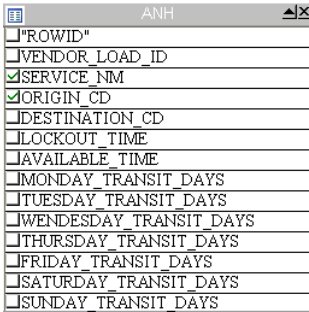 ANH
"ROWID"
VENDOR_LOAD_ID
SERVICE_NM
ORIGIN_CD
DESTINATION_CD
LOCKOUT_TIME
AVAILABLE_TIME
MONDAY_TRANSIT_DAYS
TUESDAY_TRANSIT_DAYS
WENDESDAY_TRANSIT_DAYS
THURSDAY_TRANSIT_DAYS
FRIDAY_TRANSIT_DAYS
SATURDAY_TRANSIT_DAYS
SUNDAY_TRANSIT_DAYS